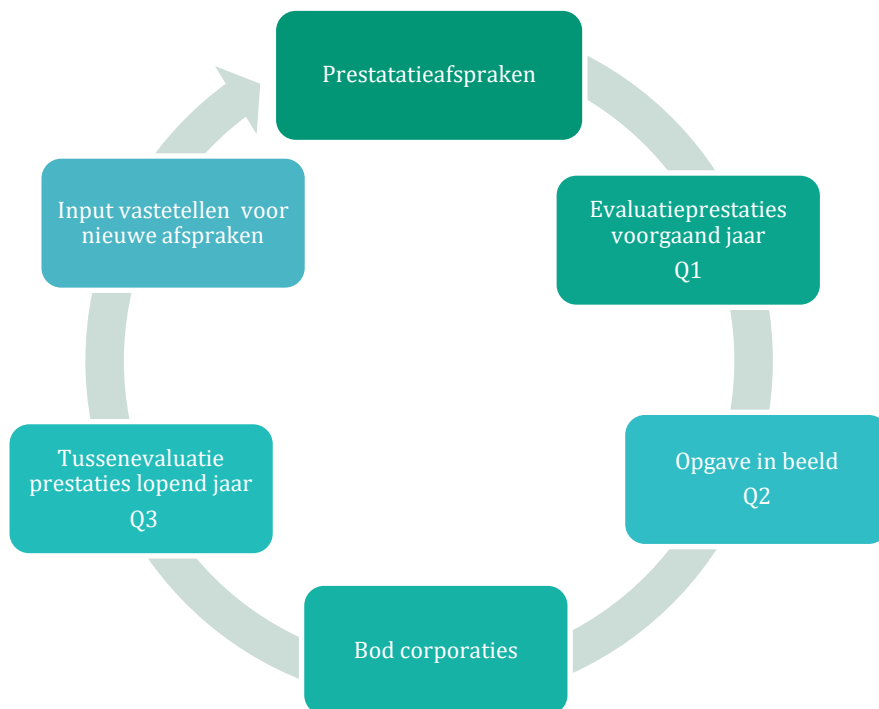 Prestatatieafspraken
Evaluatieprestaties
voorgaand jaar
Q1
Opgave in beeld
Q2
Bod corporaties
Tussenevaluatie
prestaties lopend jaar
Q3
Input vastetellen  voor
nieuwe afspraken